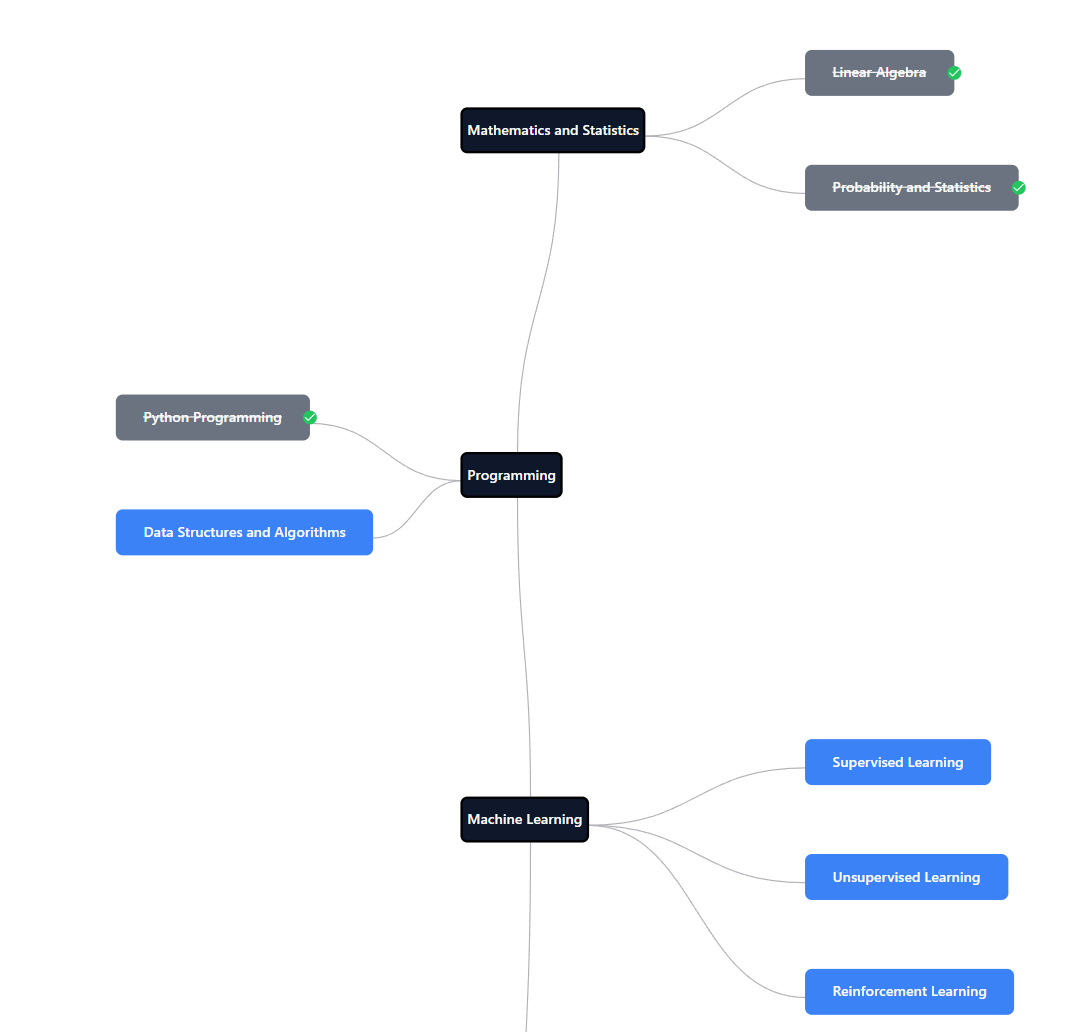 Linear Algebra
Mathematics and Statistics
Probability and Statistics
Python Programming
Programming
Data Structures and Algorithms
Supervised Learning
Machine Learning
Unsupervised Learning
Reinforcement Learning